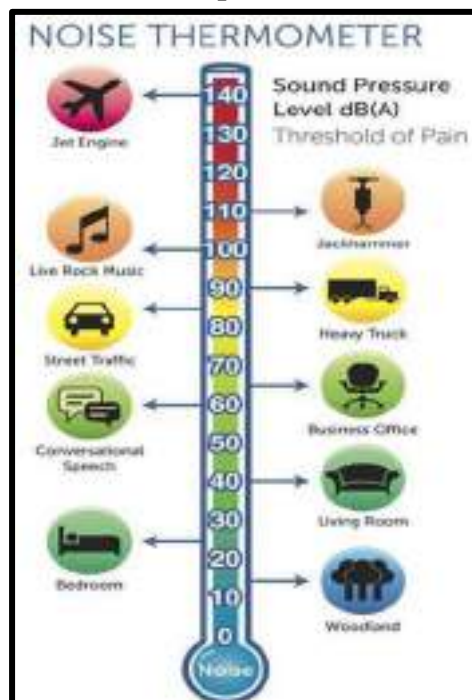 NOISE THERMOMETER
Sound Pressure
Level dB(A)
Threshold of Pain
140
130
120
110
100
90
80
70
60
50
40
30
20
10
0
Noise
Jet Engine
Live Rock Music
Street Traffic
Conversational
Speech
Bedroom
Jackhammer
Heavy Truck
Business Office
Living Room
Woodland